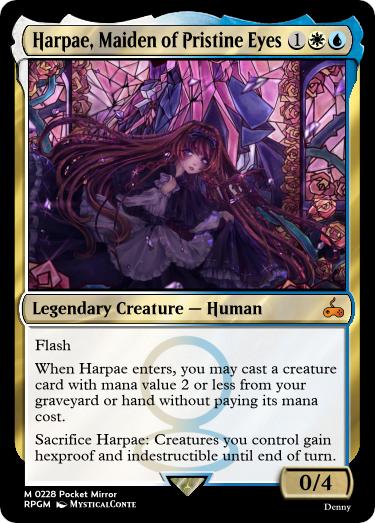 Harpae, Maiden of Pristine Eyes 1
Legendary Creature — Human
Flash
When Harpae enters, you may cast a creature
card with mana value 2 or less from your
graveyard or hand without paying its mana
cost.
Sacrifice Harpae: Creatures you control gain
hexproof and indestructible until end of turn.
0/4
M 0228 Pocket Mirror
RPGM MysticalConte
Denny